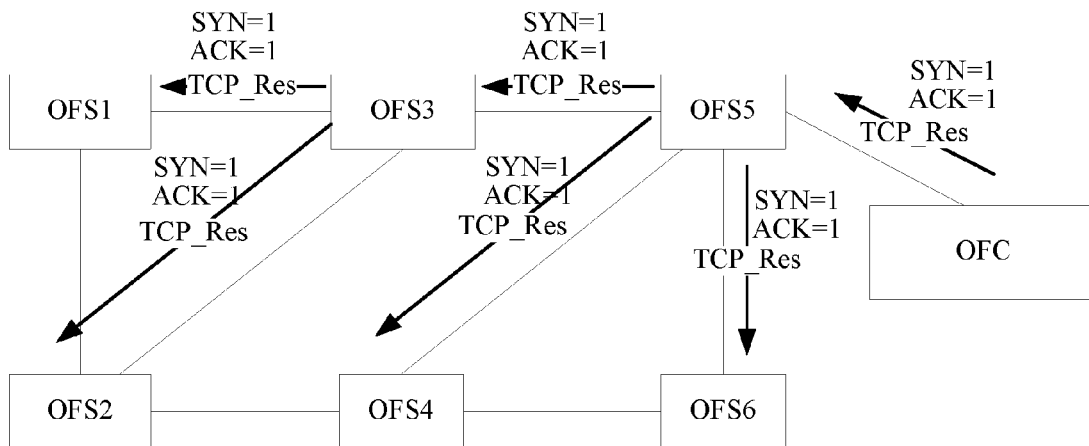 SYN=1
ACK=1
TCP_Res
SYN=1
ACK=1
TCP_Res
SYN=1
ACK=1
TCP_Res
OFS1
OFS3
OFS5
SYN=1
ACK=1
TCP_Res
SYN=1
ACK=1
TCP_Res
SYN=1
ACK=1
TCP_Res
OFC
OFS2
OFS4
OFS6